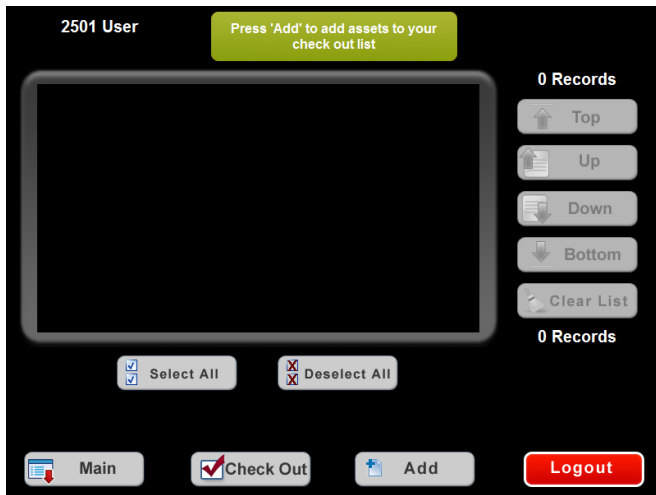 2501 User
Press 'Add' to add assets to your
check out list
0 Records
Top
Up
Down
Bottom
Clear List
0 Records
Select All
Deselect All
Main
Check Out
Add
Logout